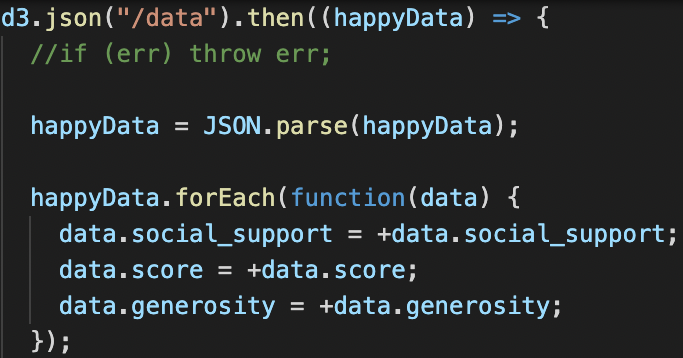 d3.json("/data").then((happyData) => {
//if (err) throw err;
happyData = JSON.parse(happyData);
happyData.forEach(function(data) {
data.social_support = +data.social_support;
data.score = +data.score;
data.generosity = +data.generosity;
});